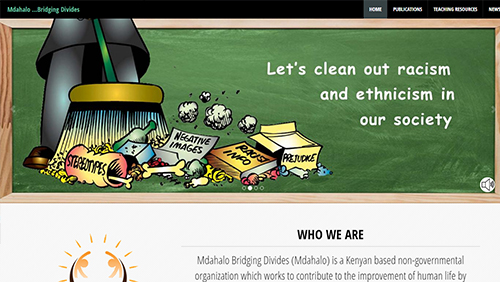 Mdahalo ...Bridging Divides
HOME PUBLICATIONS TEACHING RESOURCES NEWS
Let's clean out racism
and ethnicism in
our society
STEREOTYPES
NEGATIVE
IMAGES
RACIST
INFO
PREJUDICE
WHO WE ARE
Mdahalo Bridging Divides (Mdahalo) is a Kenyan based non-governmental
organization which works to contribute to the improvement of human life by